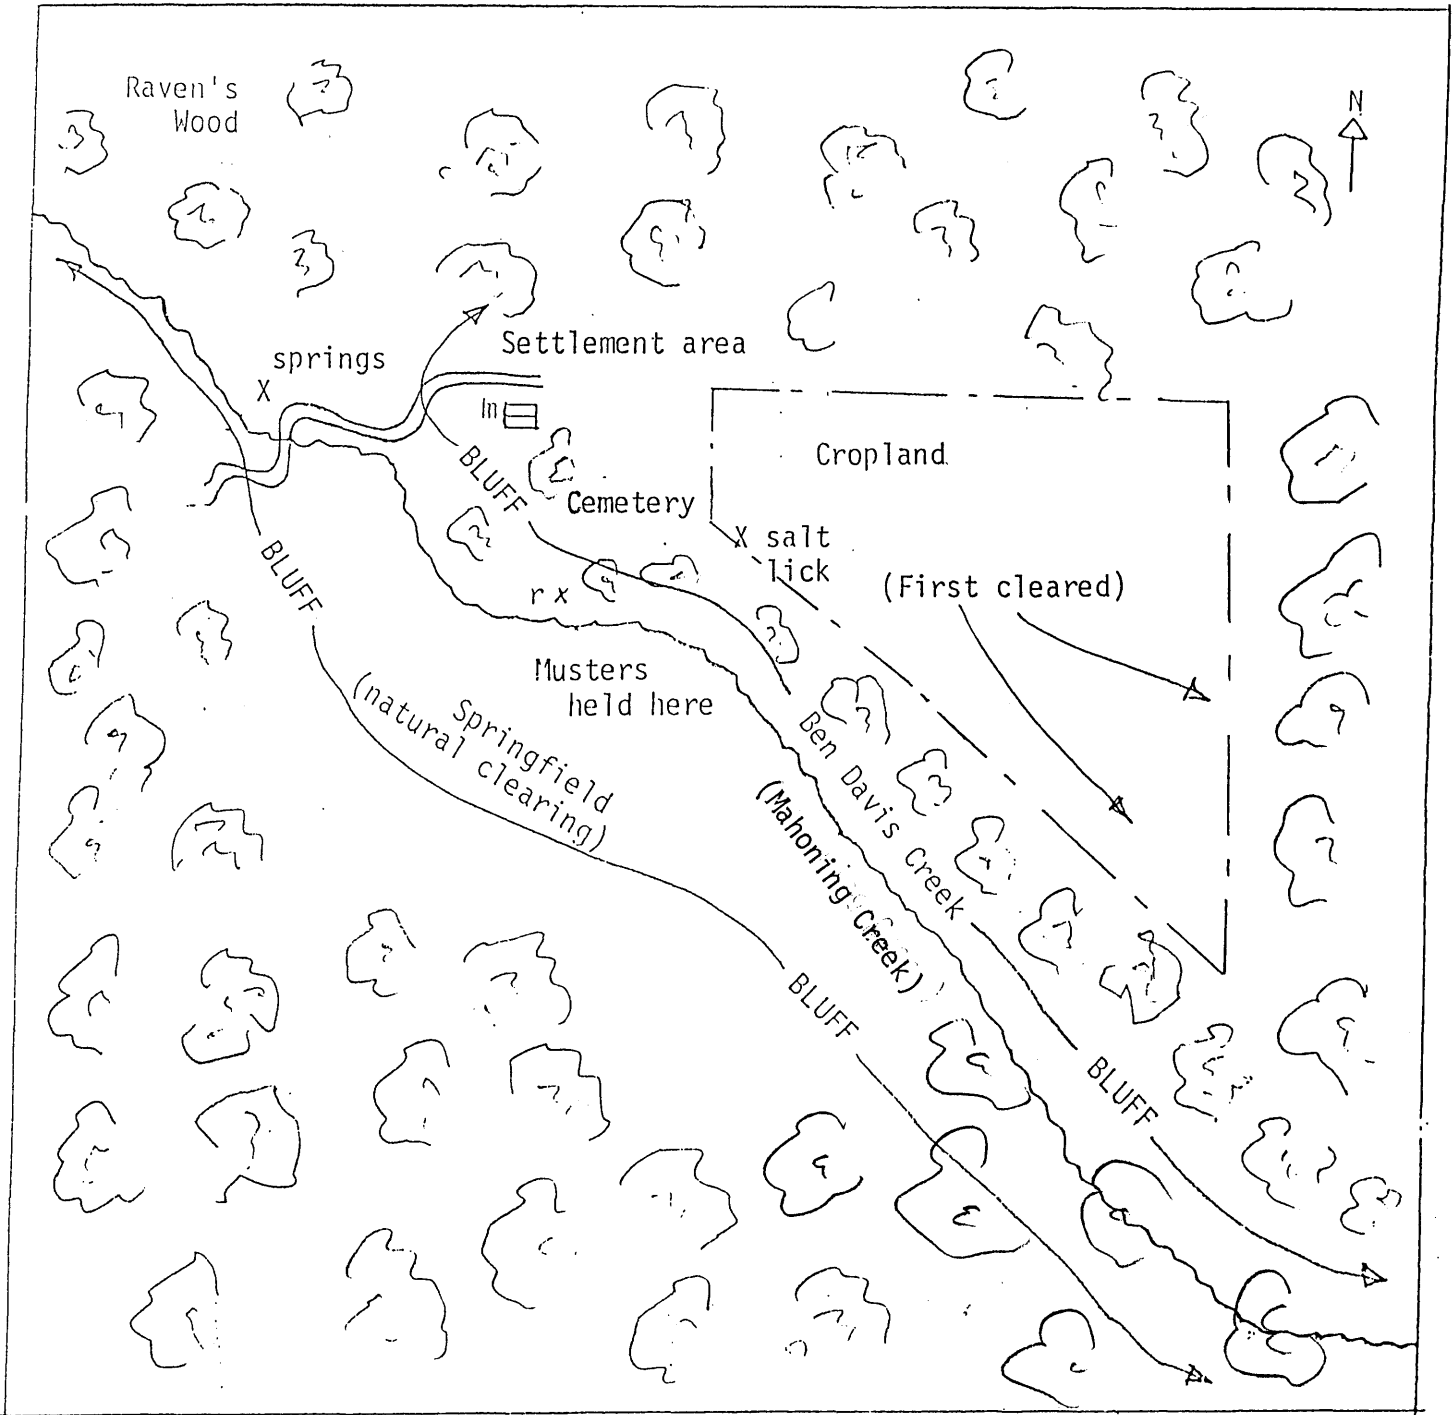 Raven's
Wood
N
springs
X
Settlement area
BLUFF
Cropland
Cemetery
X salt
lick
BLUFF
(First cleared)
r x
Musters
held here
Springfield
(natural clearing)
Ben Davis Creek
(Mahoning Creek)
BLUFF
BLUFF